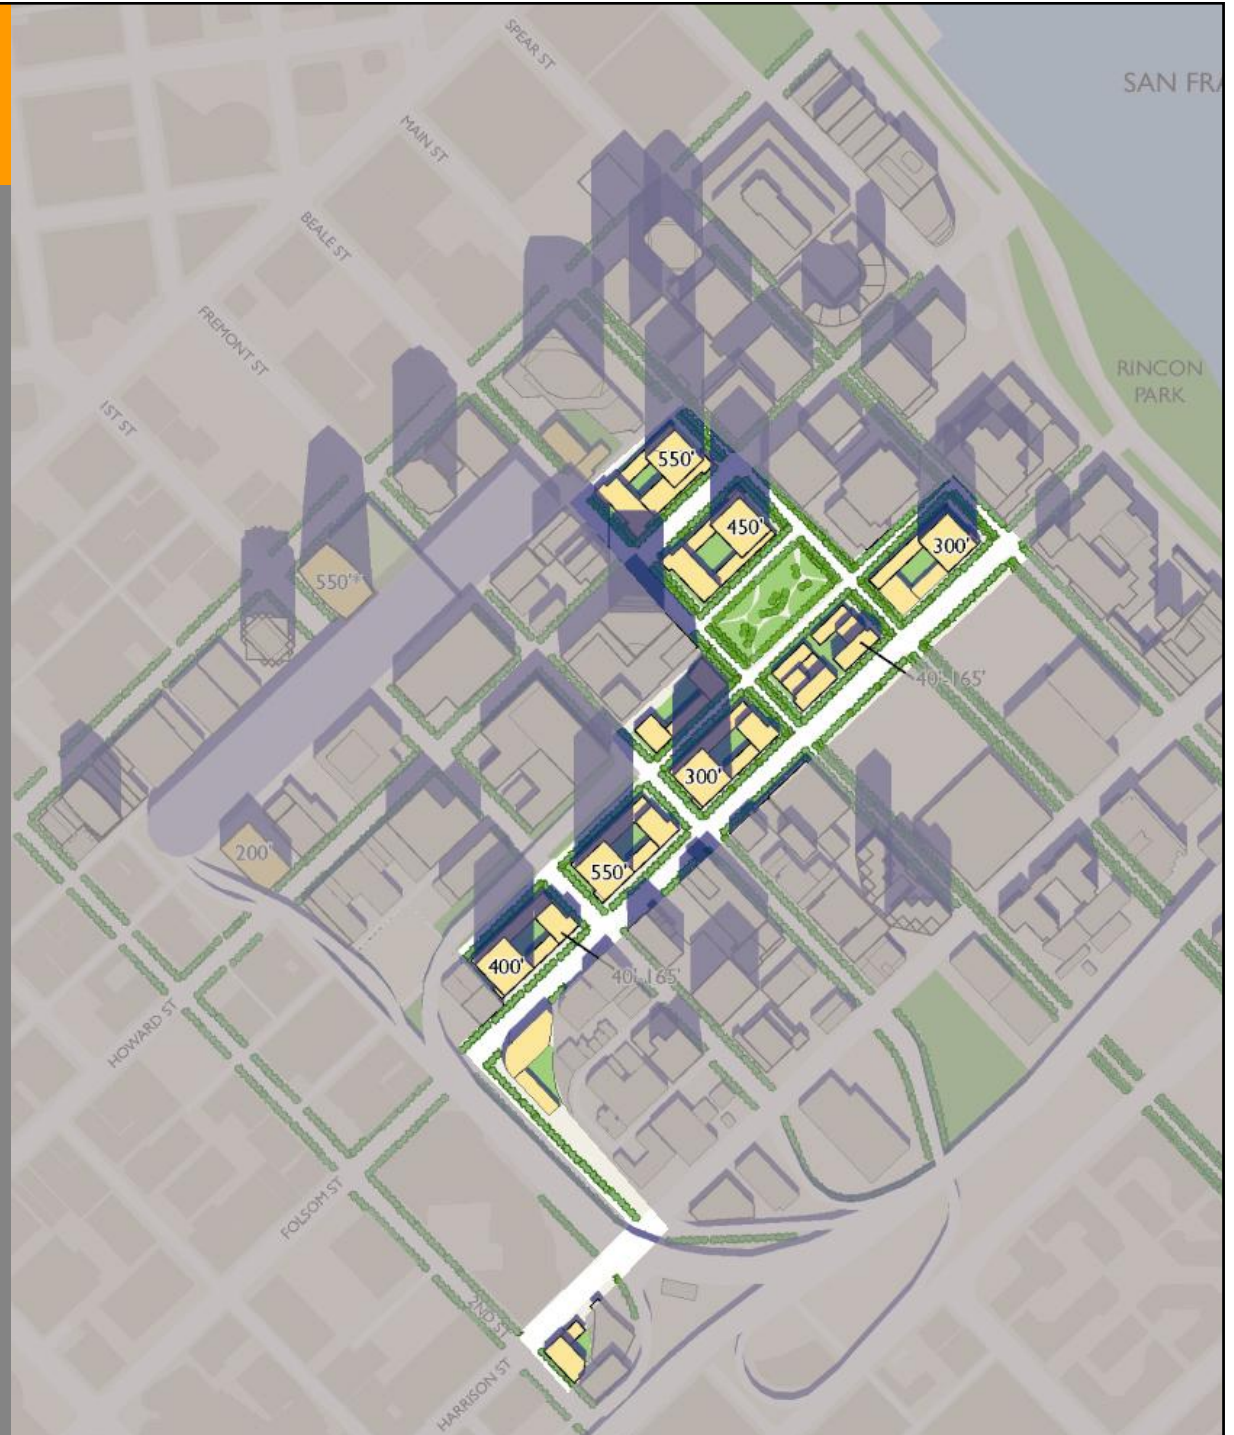 SPEAR ST
SAN FRA
MAIN ST
BEALE ST
FREMONT ST
RINCON
PARK
1ST ST
550'
450'
300'
550'*
40'-165'
300'
200'
550'
400'
40'-165'
HOWARD ST
FOLSOM ST
2ND ST
HARRISON ST